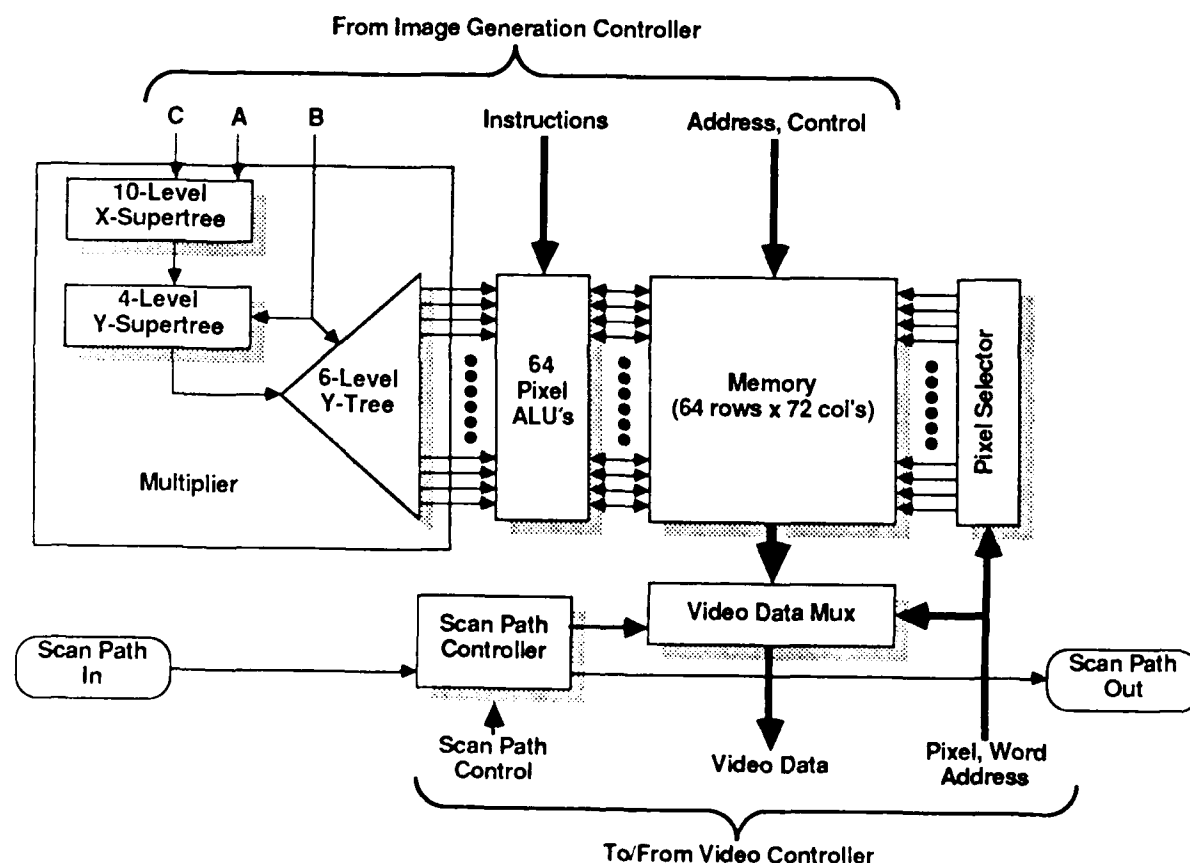 From Image Generation Controller
C A B
Instructions
Address, Control
10-Level
X-Supertree
4-Level
Y-Supertree
6-Level
Y-Tree
Multiplier
64
Pixel
ALU's
Memory
(64 rows x 72 col's)
Pixel Selector
Video Data Mux
Scan Path
Controller
Scan Path
In
Scan Path
Out
Scan Path
Control
Video Data
Pixel, Word
Address
To/From Video Controller